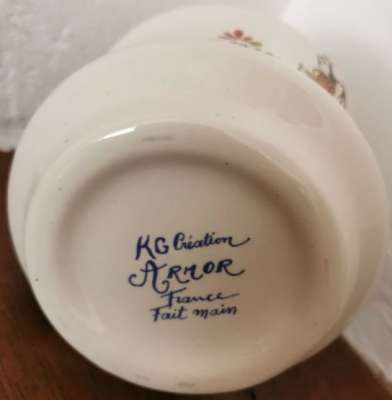 KG Création
ARMOR
France
Fait main